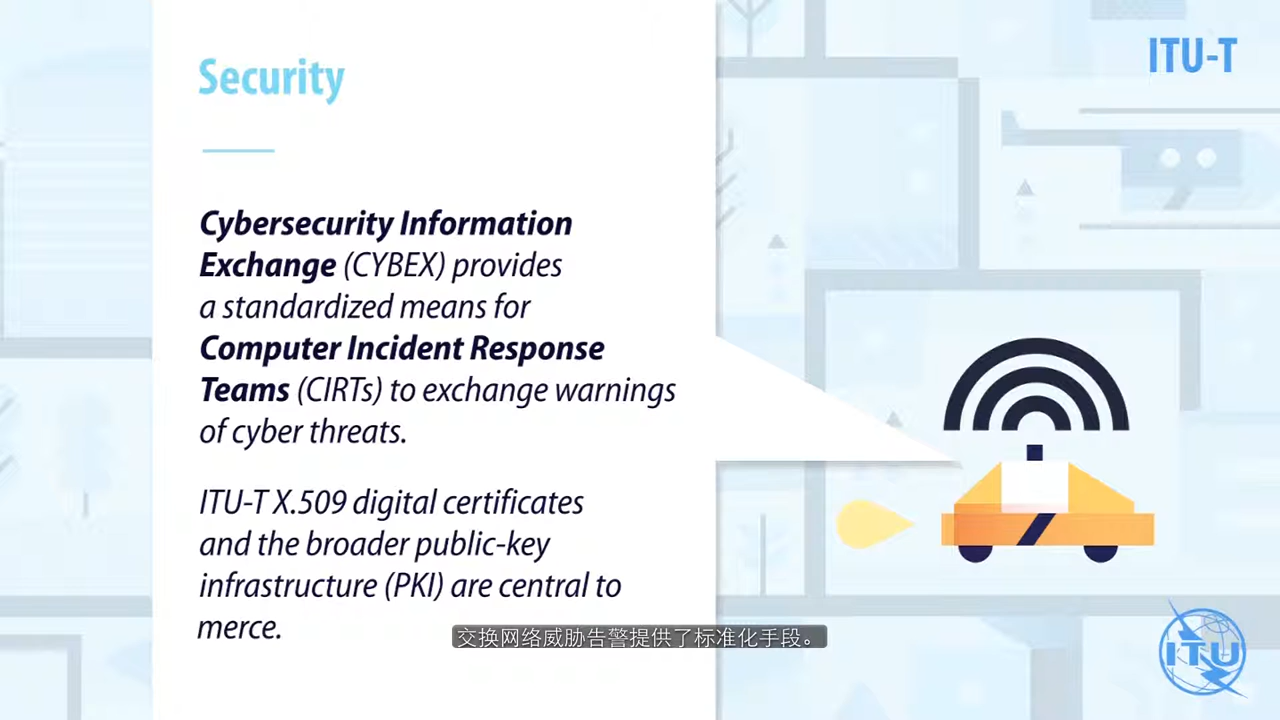 Security
ITU-T
Cybersecurity Information
Exchange (CYBEX) provides
a standardized means for
Computer Incident Response
Teams (CIRTs) to exchange warnings
of cyber threats.
ITU-T X.509 digital certificates
and the broader public-key
infrastructure (PKI) are central to
merce.
交换网络威胁告警提供了标准化手段。
ITU